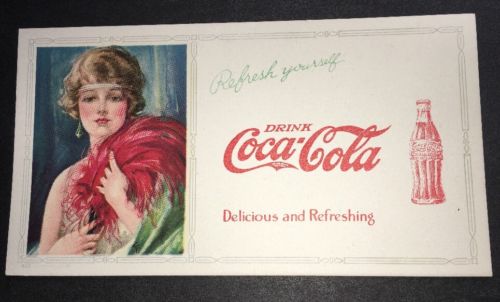 Refresh yourself
DRINK
Coca-Cola
Delicious and Refreshing